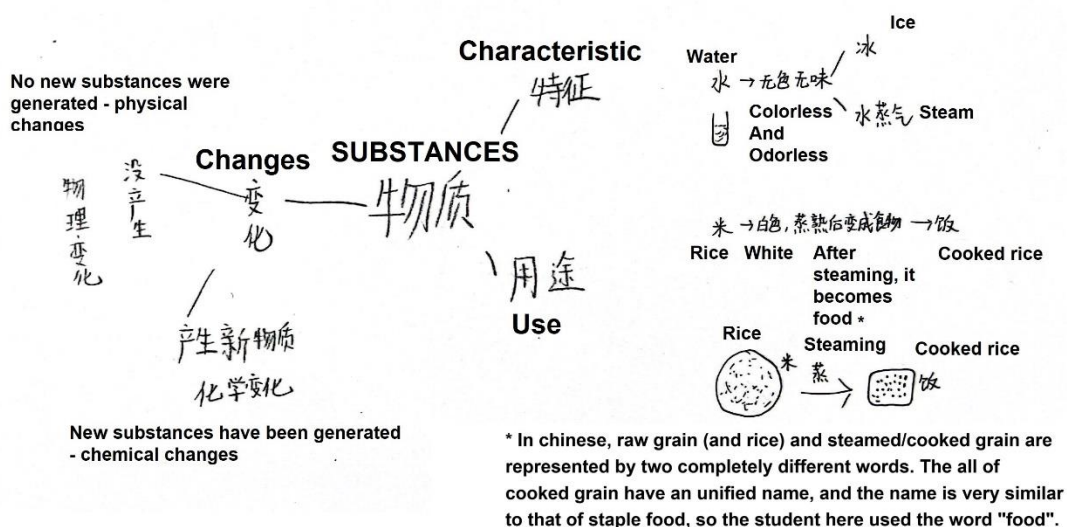 Characteristic
特征
No new substances were
generated - physical
changes
Changes
SUBSTANCES
没产生
物理变化
变化
物质
用途
Use
产生新物质
化学变化
New substances have been generated
- chemical changes
Ice
冰
Water
水 → 无色无味
Colorless
And
Odorless
水蒸气 Steam
米 → 白色,蒸熟后变成食物 → 饭
Rice White After
steaming, it
becomes
food *
Cooked rice
Rice
米
Steaming
蒸
Cooked rice
饭
* In chinese, raw grain (and rice) and steamed/cooked grain are
represented by two completely different words. The all of
cooked grain have an unified name, and the name is very similar
to that of staple food, so the student here used the word "food".